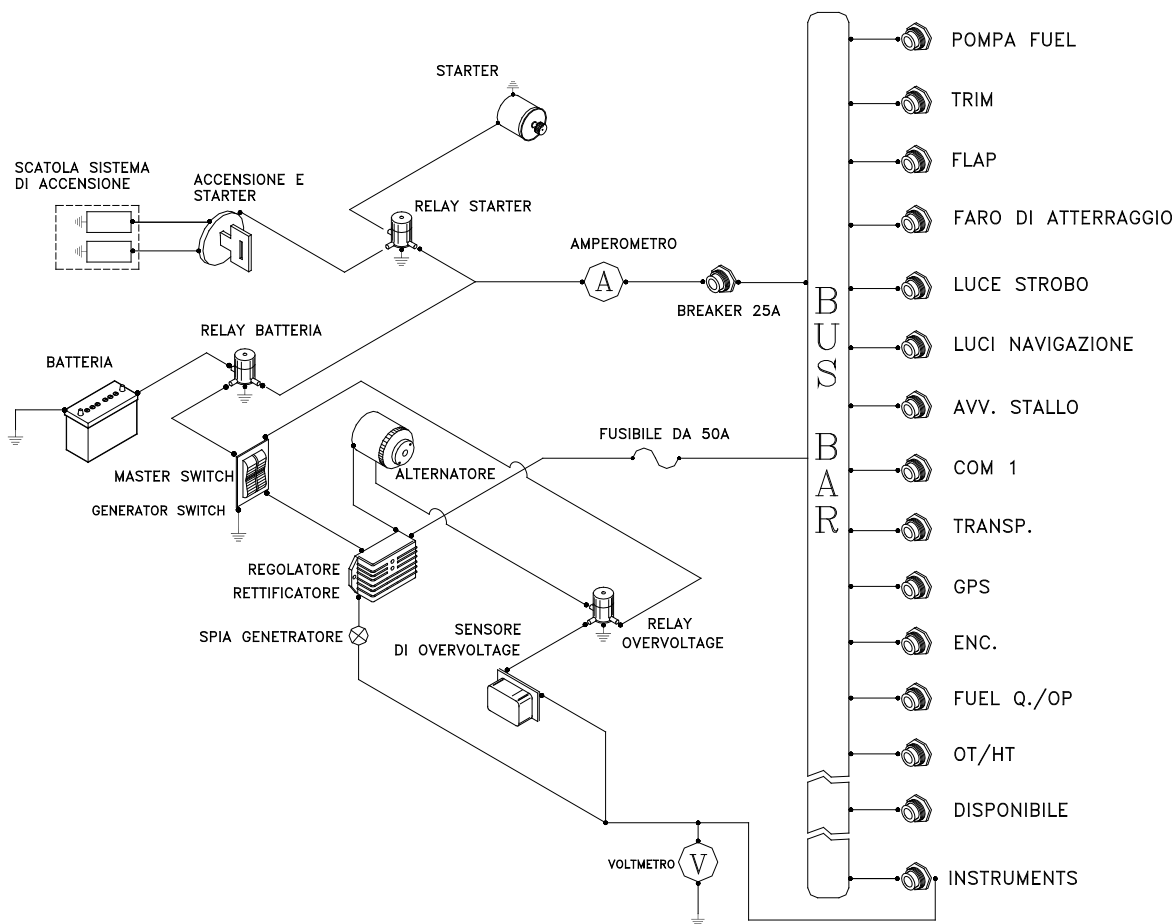 STARTER
SCATOLA SISTEMA
DI ACCENSIONE
ACCENSIONE E
STARTER
RELAY STARTER
AMPEROMETRO
A
BREAKER 25A
RELAY BATTERIA
BATTERIA
MASTER SWITCH
GENERATOR SWITCH
ALTERNATORE
FUSIBILE DA 50A
REGOLATORE
RETTIFICATORE
SPIA GENETRATORE
SENSORE
DI OVERVOLTAGE
RELAY
OVERVOLTAGE
VOLTMETRO
V
BUS BAR
POMPA FUEL
TRIM
FLAP
FARO DI ATTERRAGGIO
LUCE STROBO
LUCI NAVIGAZIONE
AVV. STALLO
COM 1
TRANSP.
GPS
ENC.
FUEL Q./OP
OT/HT
DISPONIBILE
INSTRUMENTS